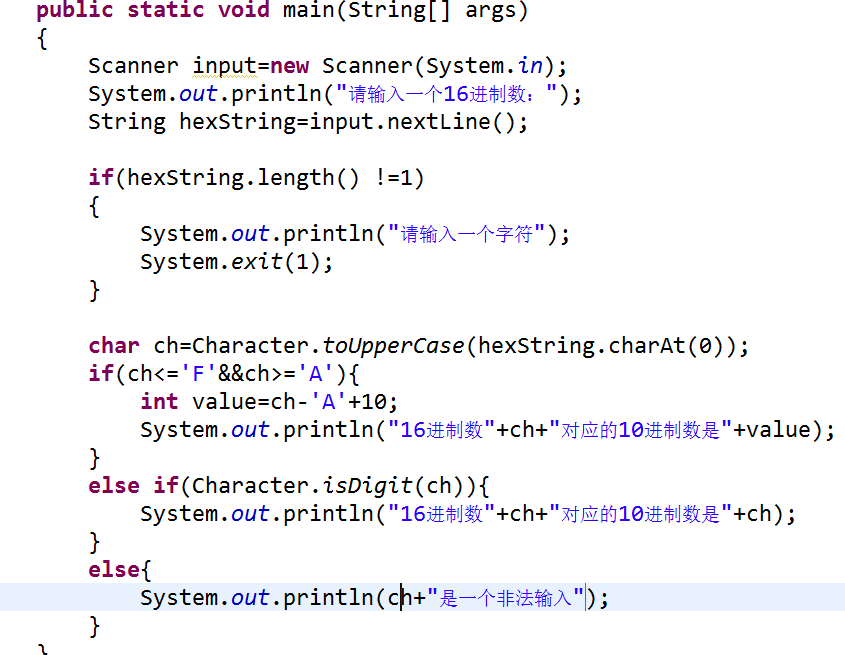 public static void main(String[] args)
{
Scanner input=new Scanner(System.in);
System.out.println("请输入一个16进制数：");
String hexString=input.nextLine();
if(hexString.length() !=1)
{
System.out.println("请输入一个字符");
System.exit(1);
}
char ch=Character.toUpperCase(hexString.charAt(0));
if(ch<='F'&&ch>='A'){
int value=ch-'A'+10;
System.out.println("16进制数"+ch+"对应的10进制数是"+value);
}
else if(Character.isDigit(ch)){
System.out.println("16进制数"+ch+"对应的10进制数是"+ch);
}
else{
System.out.println(ch+"是一个非法输入");
}
}